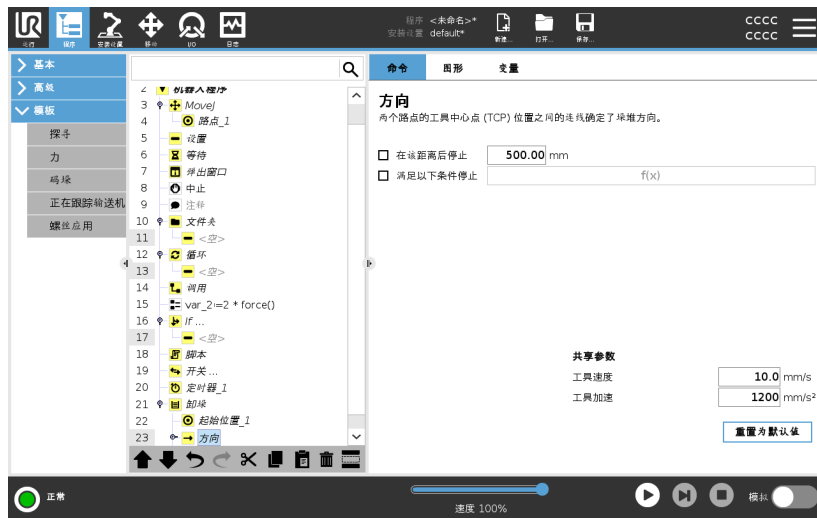 UR
运行
程序
安装设置
移动
I/O
日志
程序 <未命名>*
安装设置 default*
新建...
打开...
保存...
CCCC
CCCC
基本
高级
模板
探寻
力
码垛
正在跟踪输送机
螺丝应用
2 机器人程序
3 MoveJ
4 路点_1
5 设置
6 等待
7 弹出窗口
8 中止
9 注释
10 文件夹
11 <空>
12 循环
13 <空>
14 调用
15 var_2≔2 * force()
16 If ...
17 <空>
18 脚本
19 开关 ...
20 定时器_1
21 卸垛
22 起始位置_1
23 方向
命令 图形 变量
方向
两个路点的工具中心点 (TCP) 位置之间的连线确定了垛堆方向。
在该距离后停止 500.00 mm
满足以下条件停止 f(x)
共享参数
工具速度 10.0 mm/s
工具加速 1200 mm/s²
重置为默认值
正常
速度 100%
模拟